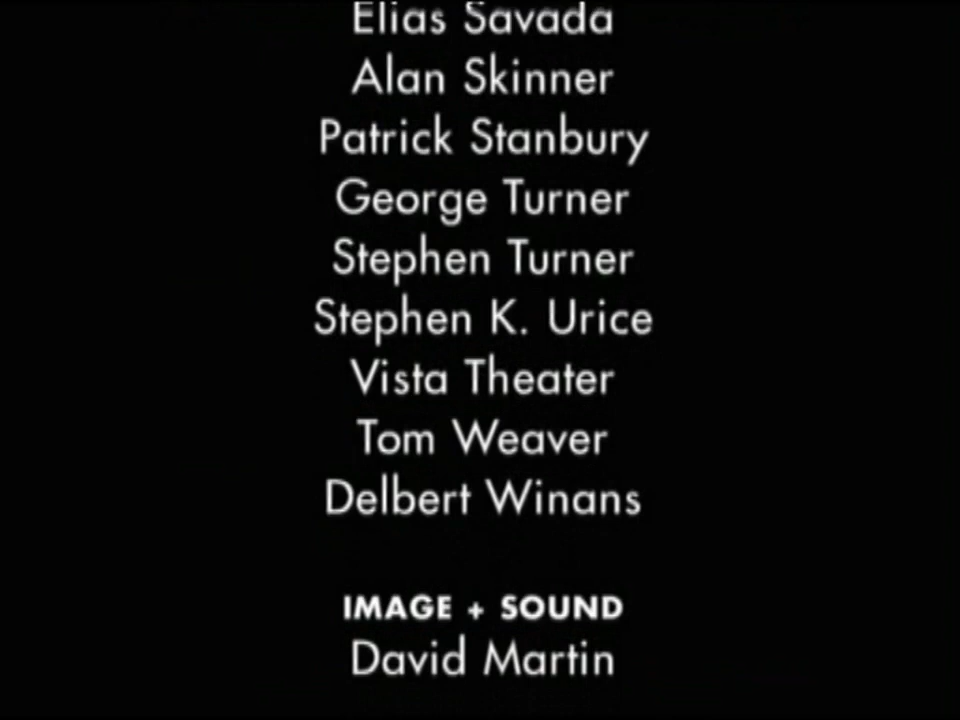 Elias Savada
Alan Skinner
Patrick Stanbury
George Turner
Stephen Turner
Stephen K. Urice
Vista Theater
Tom Weaver
Delbert Winans
IMAGE + SOUND
David Martin